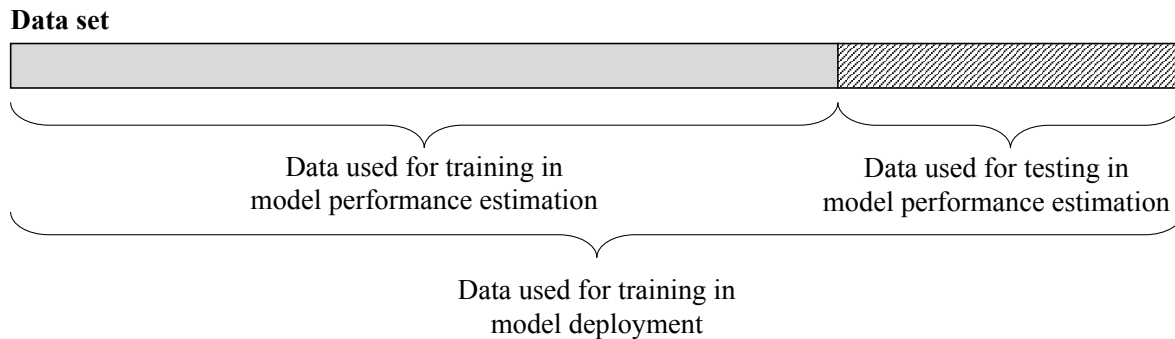 Data set
Data used for training in
model performance estimation
Data used for testing in
model performance estimation
Data used for training in
model deployment